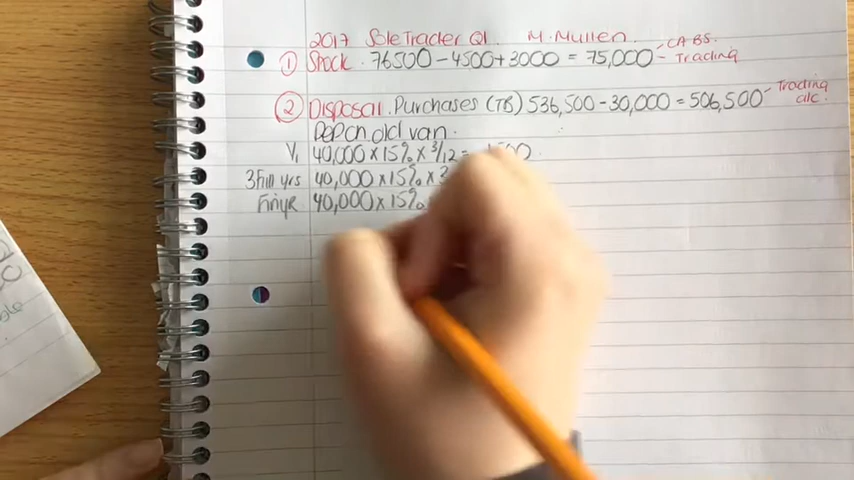 2017 Sole Trader Q1 M. Mullen
① Stock. 76500 - 4500 + 3000 = 75,000 - CA BS. Trading
② Disposal. Purchases (TB) 536,500 - 30,000 = 506,500 - Trading calc.
Dep on old van.
Y1 40,000 x 15% x 3/12 =
3 Full yrs 40,000 x 15% x
Fin yr 40,000 x 15%